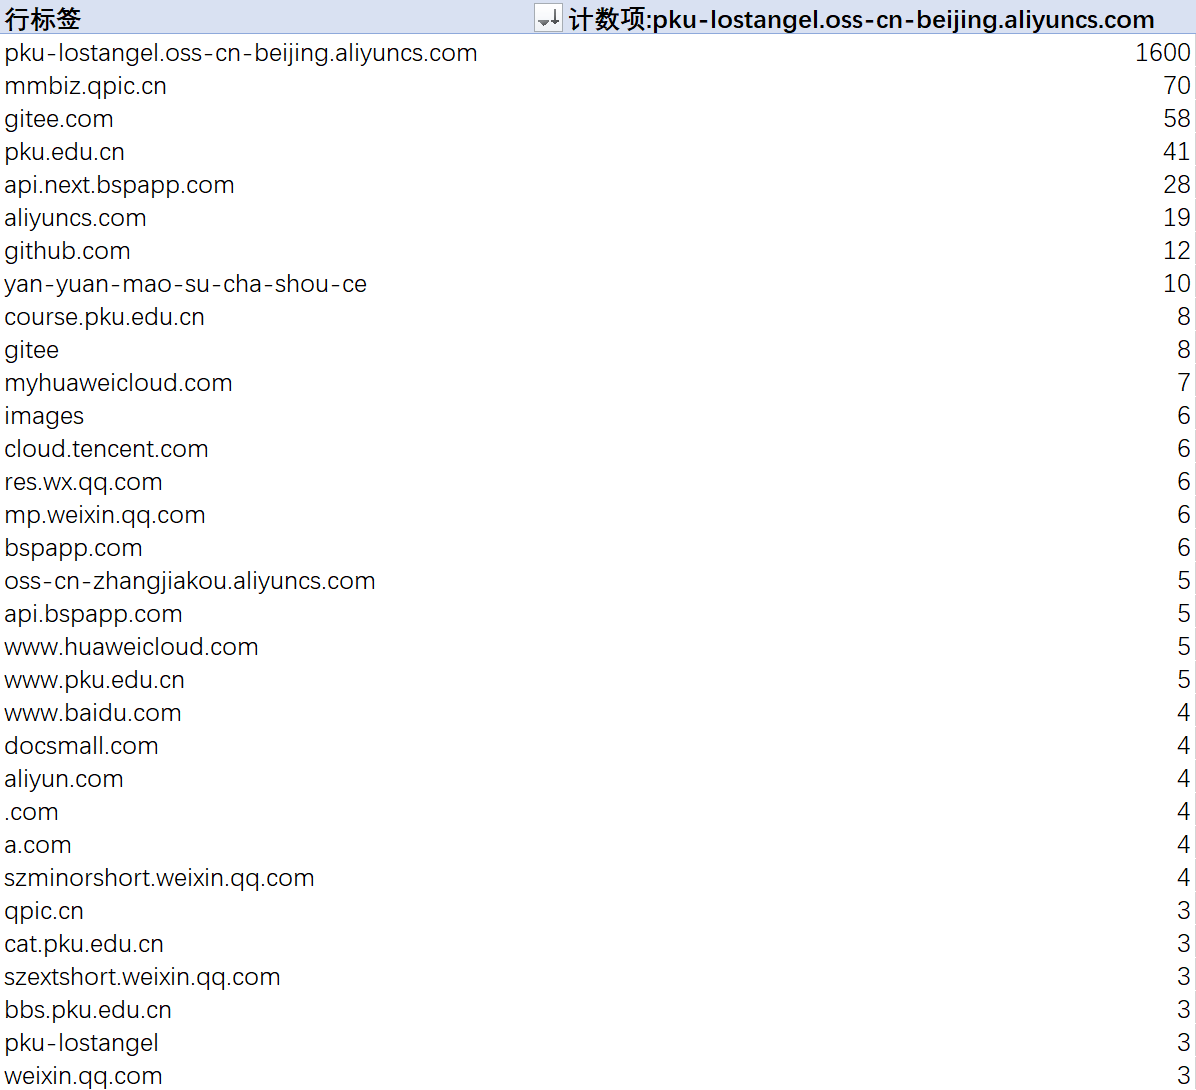 行标签 计数项:pku-lostangel.oss-cn-beijing.aliyuncs.com
pku-lostangel.oss-cn-beijing.aliyuncs.com 1600
mmbiz.qpic.cn 70
gitee.com 58
pku.edu.cn 41
api.next.bspapp.com 28
aliyuncs.com 19
github.com 12
yan-yuan-mao-su-cha-shou-ce 10
course.pku.edu.cn 8
gitee 8
myhuaweicloud.com 7
images 6
cloud.tencent.com 6
res.wx.qq.com 6
mp.weixin.qq.com 6
bspapp.com 6
oss-cn-zhangjiakou.aliyuncs.com 5
api.bspapp.com 5
www.huaweicloud.com 5
www.pku.edu.cn 5
www.baidu.com 4
docsmall.com 4
aliyun.com 4
.com 4
a.com 4
szminorshort.weixin.qq.com 4
qpic.cn 3
cat.pku.edu.cn 3
szextshort.weixin.qq.com 3
bbs.pku.edu.cn 3
pku-lostangel 3
weixin.qq.com 3